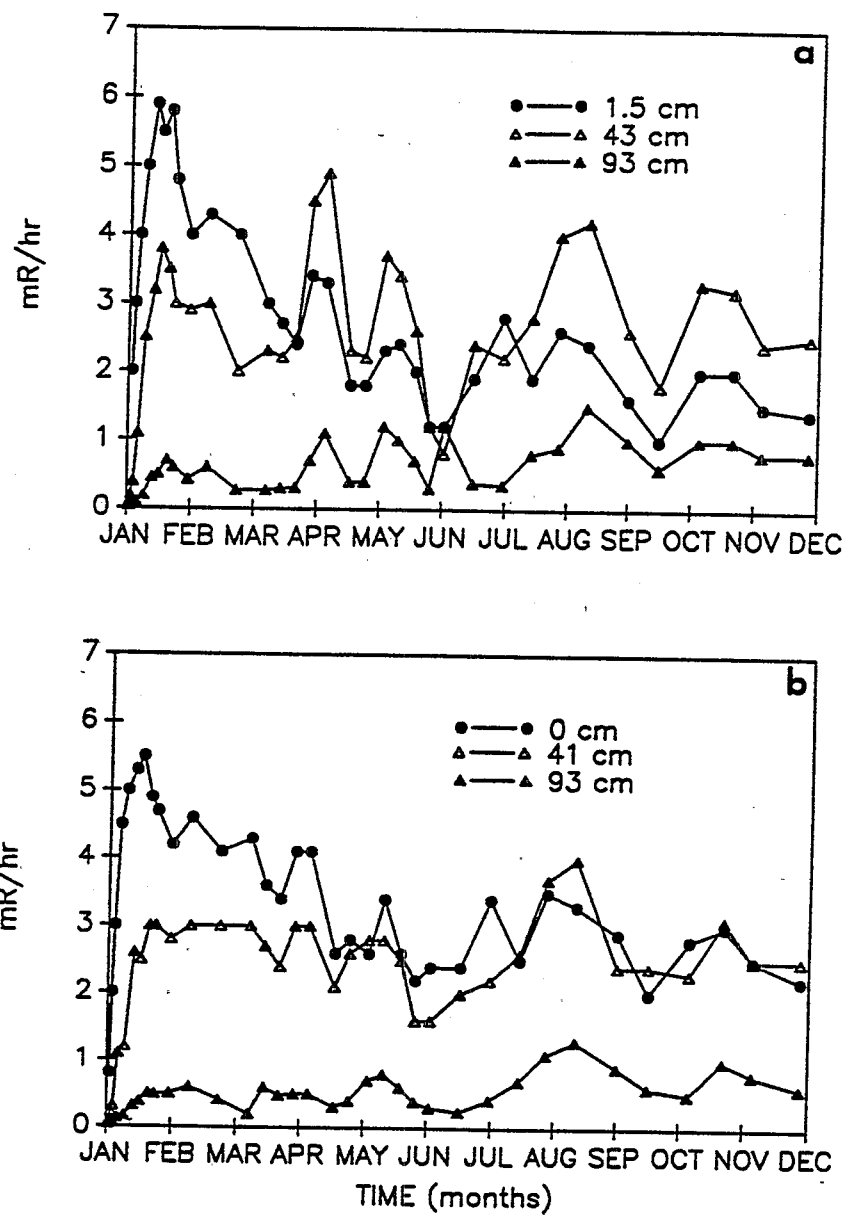 7
a
6
5
4
3
2
1
0
mR/hr
1.5 cm
43 cm
93 cm
JAN FEB MAR APR MAY JUN JUL AUG SEP OCT NOV DEC
7
b
6
5
4
3
2
1
0
mR/hr
0 cm
41 cm
93 cm
JAN FEB MAR APR MAY JUN JUL AUG SEP OCT NOV DEC
TIME (months)